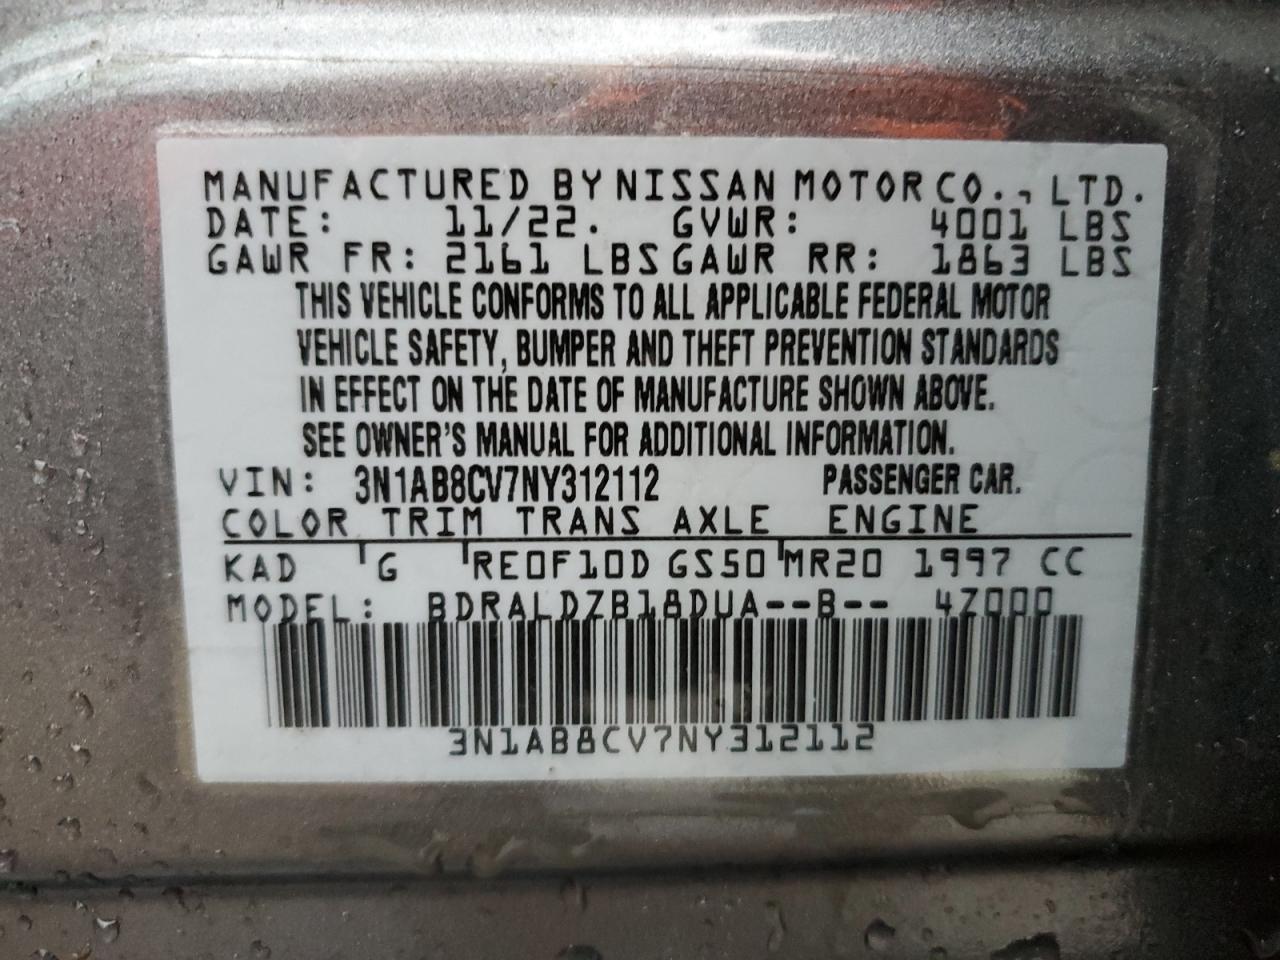 MANUFACTURED BY NISSAN MOTOR CO., LTD.
DATE: 11/22. GVWR: 4001 LBS
GAWR FR: 2161 LBS GAWR RR: 1863 LBS
THIS VEHICLE CONFORMS TO ALL APPLICABLE FEDERAL MOTOR
VEHICLE SAFETY, BUMPER AND THEFT PREVENTION STANDARDS
IN EFFECT ON THE DATE OF MANUFACTURE SHOWN ABOVE.
SEE OWNER'S MANUAL FOR ADDITIONAL INFORMATION.
VIN: 3N1AB8CV7NY312112 PASSENGER CAR.
COLOR TRIM TRANS AXLE ENGINE
KAD G RE0F10D GS50 MR20 1997 CC
MODEL: BDRALDZB18DUA--B-- 4Z000
3N1AB8CV7NY312112